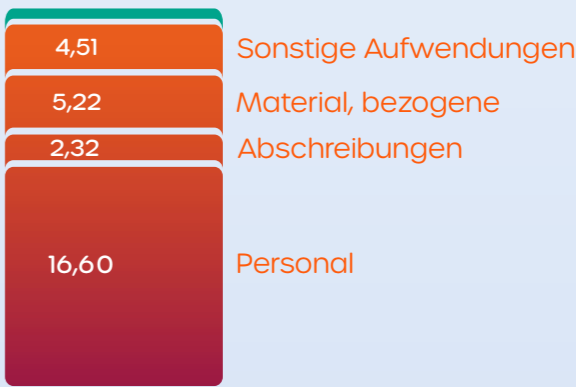 4,51 Sonstige Aufwendungen
5,22 Material, bezogene
2,32 Abschreibungen
16,60 Personal